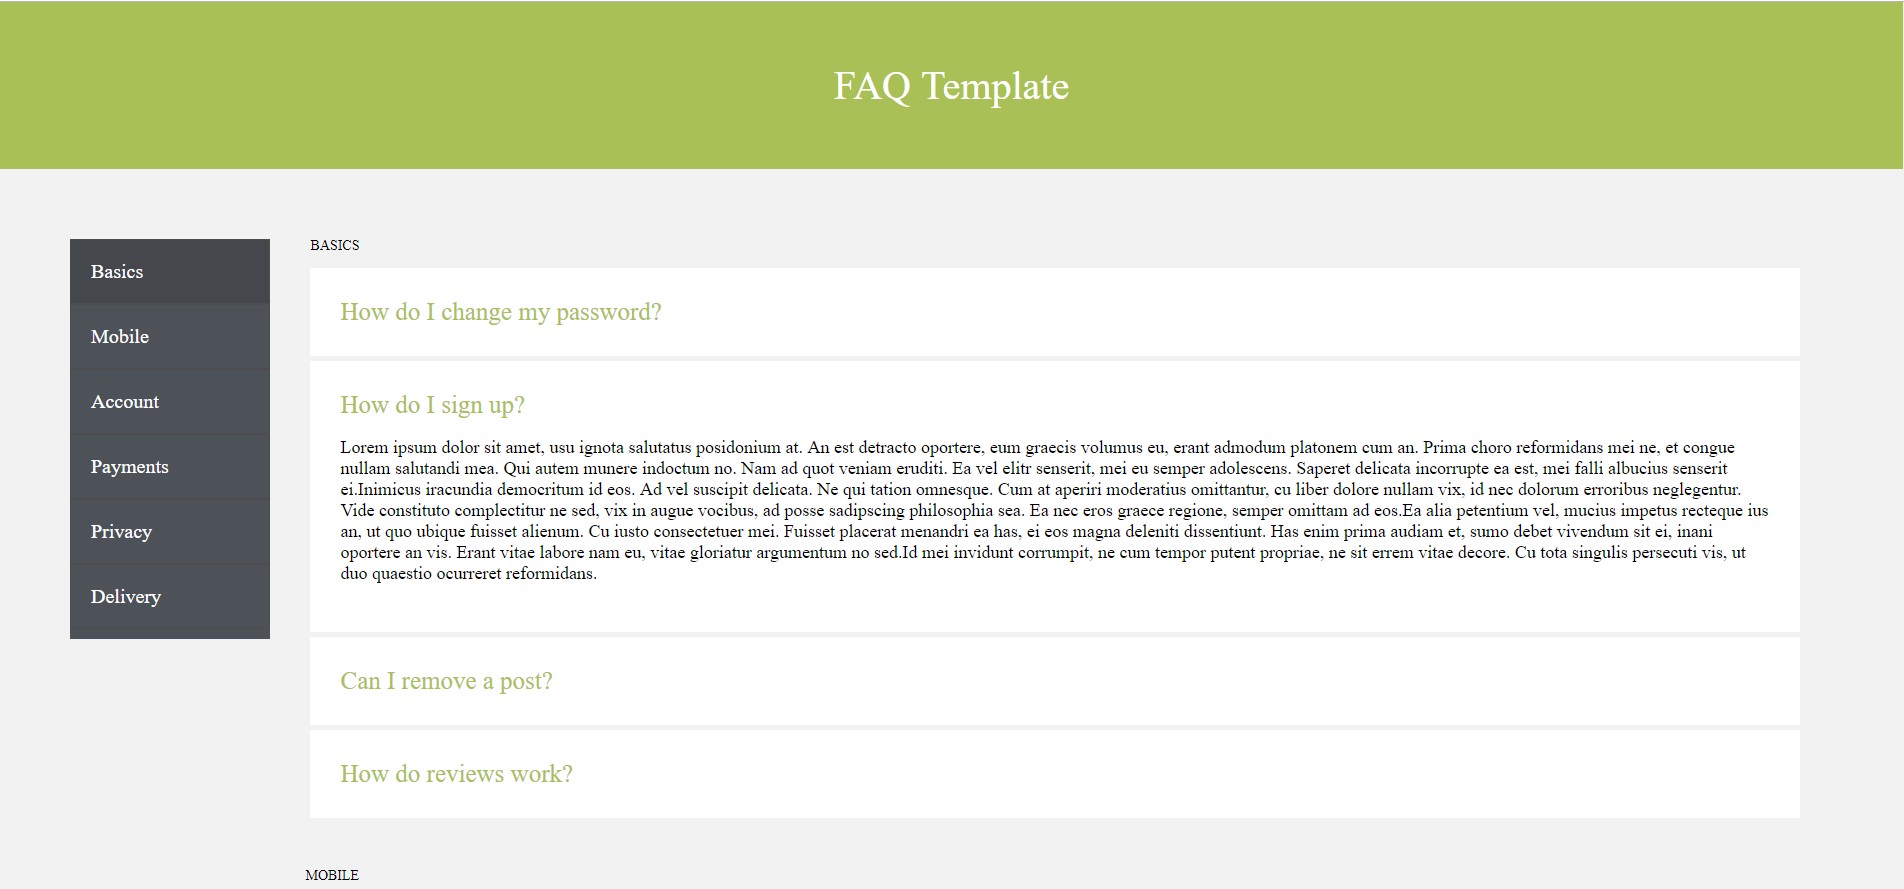 FAQ Template
Basics
Mobile
Account
Payments
Privacy
Delivery
BASICS
How do I change my password?
How do I sign up?
Lorem ipsum dolor sit amet, usu ignota salutatus posidonium at. An est detracto oportere, eum graecis volumus eu, erant admodum platonem cum an. Prima choro reformidans mei ne, et congue
nullam salutandi mea. Qui autem munere indoctum no. Nam ad quot veniam eruditi. Ea vel elitr senserit, mei eu semper adolescens. Saperet delicata incorrupte ea est, mei falli albucius senserit
ei.Inimicus iracundia democritum id eos. Ad vel suscipit delicata. Ne qui tation omnesque. Cum at aperiri moderatius omittantur, cu liber dolore nullam vix, id nec dolorum erroribus neglegentur.
Vide constituto complectitur ne sed, vix in augue vocibus, ad posse sadipscing philosophia sea. Ea nec eros graece regione, semper omittam ad eos.Ea alia petentium vel, mucius impetus recteque ius
an, ut quo ubique fuisset alienum. Cu iusto consectetuer mei. Fuisset placerat menandri ea has, ei eos magna deleniti dissentiunt. Has enim prima audiam et, sumo debet vivendum sit ei, inani
oportere an vis. Erant vitae labore nam eu, vitae gloriatur argumentum no sed.Id mei invidunt corrumpit, ne cum tempor putent propriae, ne sit errem vitae decore. Cu tota singulis persecuti vis, ut
duo quaestio ocurreret reformidans.
Can I remove a post?
How do reviews work?
MOBILE